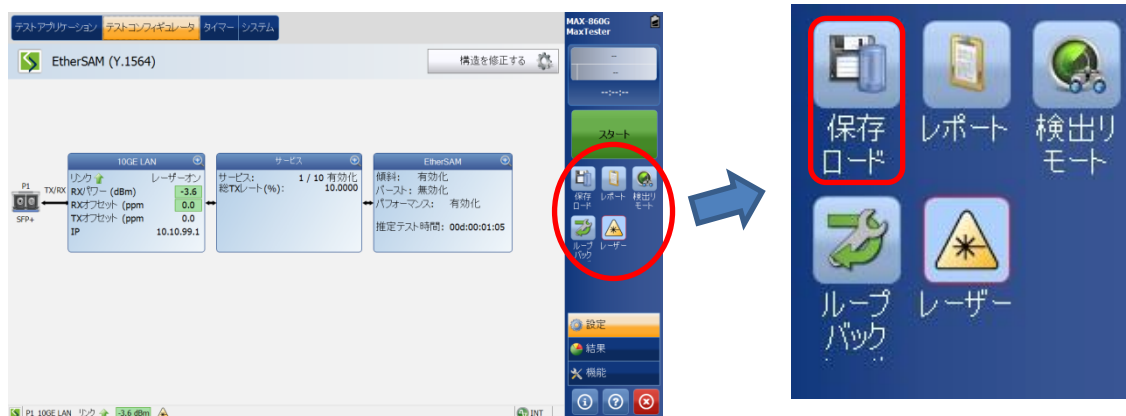 テストアプリケーション テストコンフィギュレータ タイマー システム
EtherSAM (Y.1564)
構造を修正する
P1
TX/RX
SFP+
10GE LAN
リンク レーザーオン
RXパワー (dBm) -3.6
RXオフセット (ppm 0.0
TXオフセット (ppm 0.0
IP 10.10.99.1
サービス
サービス: 1 / 10 有効化
総TXレート(%): 10.0000
EtherSAM
傾斜: 有効化
バースト: 無効化
パフォーマンス: 有効化
推定テスト時間: 00d:00:01:05
MAX-860G
MaxTester
--
--
--:--:--
スタート
保存
ロード
レポート
検出リ
モート
ループ
バック
レーザー
設定
結果
機能
P1 10GE LAN リンク -3.6 dBm
INT
保存
ロード
レポート
検出リ
モート
ループ
バック
レーザー